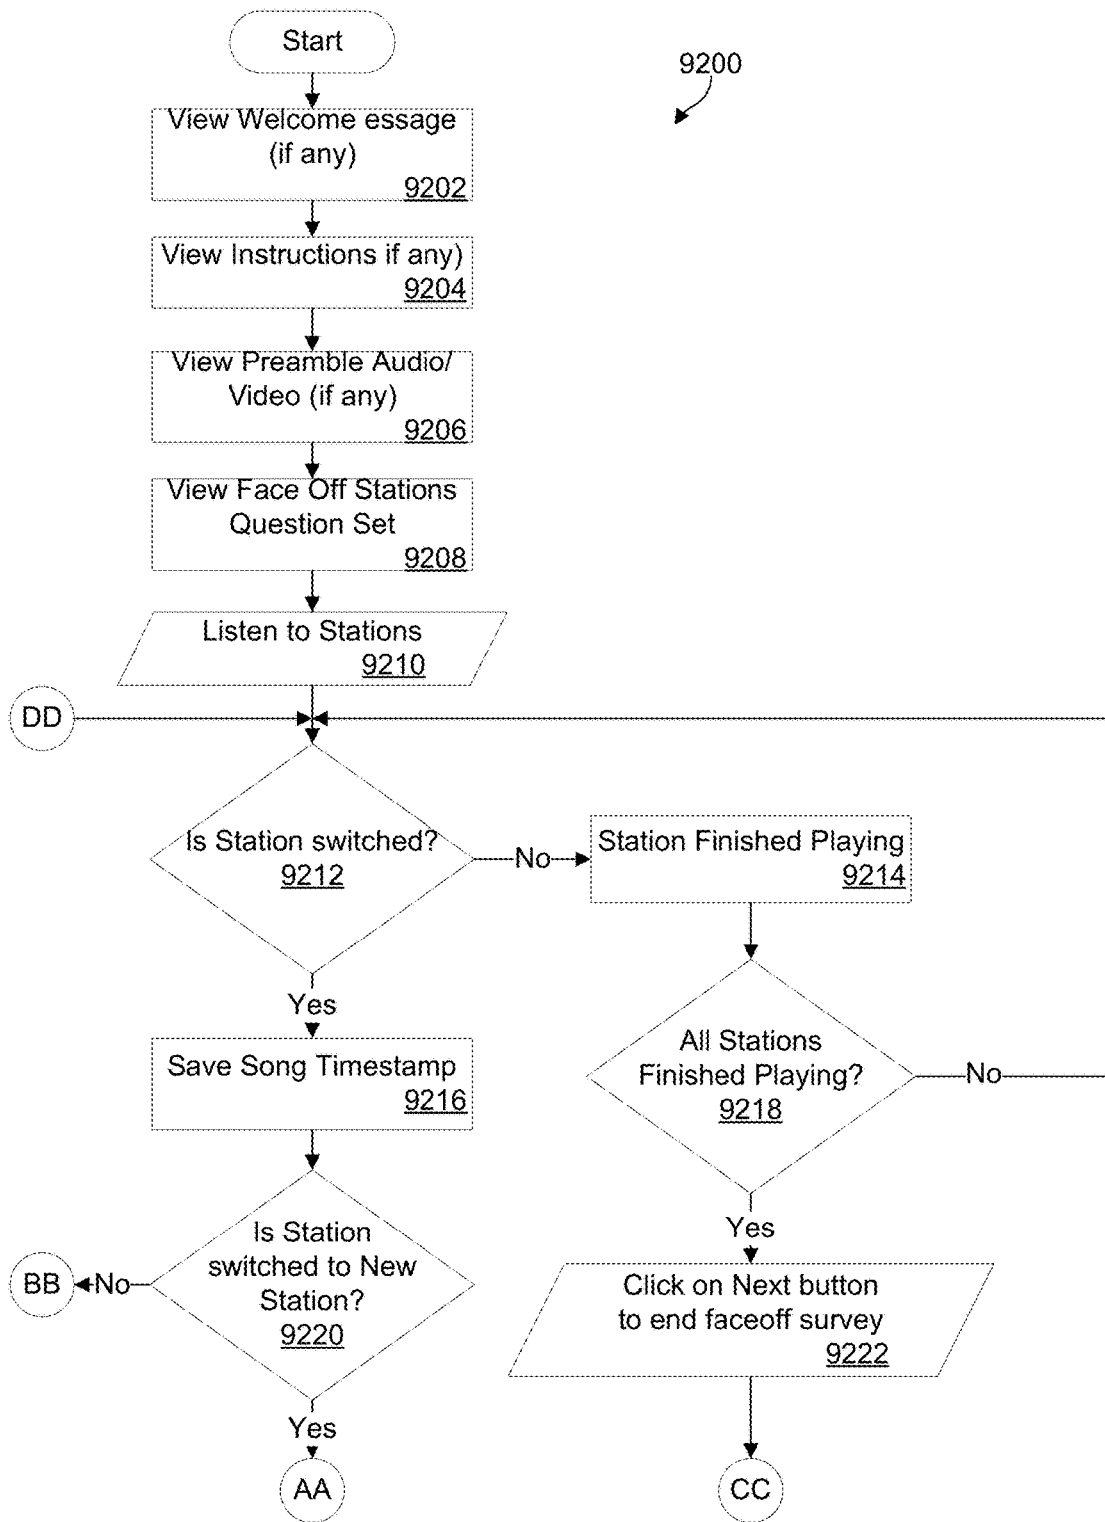 Start
9200
View Welcome essage
(if any)
9202
View Instructions if any)
9204
View Preamble Audio/
Video (if any)
9206
View Face Off Stations
Question Set
9208
Listen to Stations
9210
DD
Is Station switched?
9212
No
Station Finished Playing
9214
Yes
Save Song Timestamp
9216
All Stations
Finished Playing?
9218
No
Is Station
switched to New
Station?
9220
No
BB
Yes
Click on Next button
to end faceoff survey
9222
Yes
AA
CC